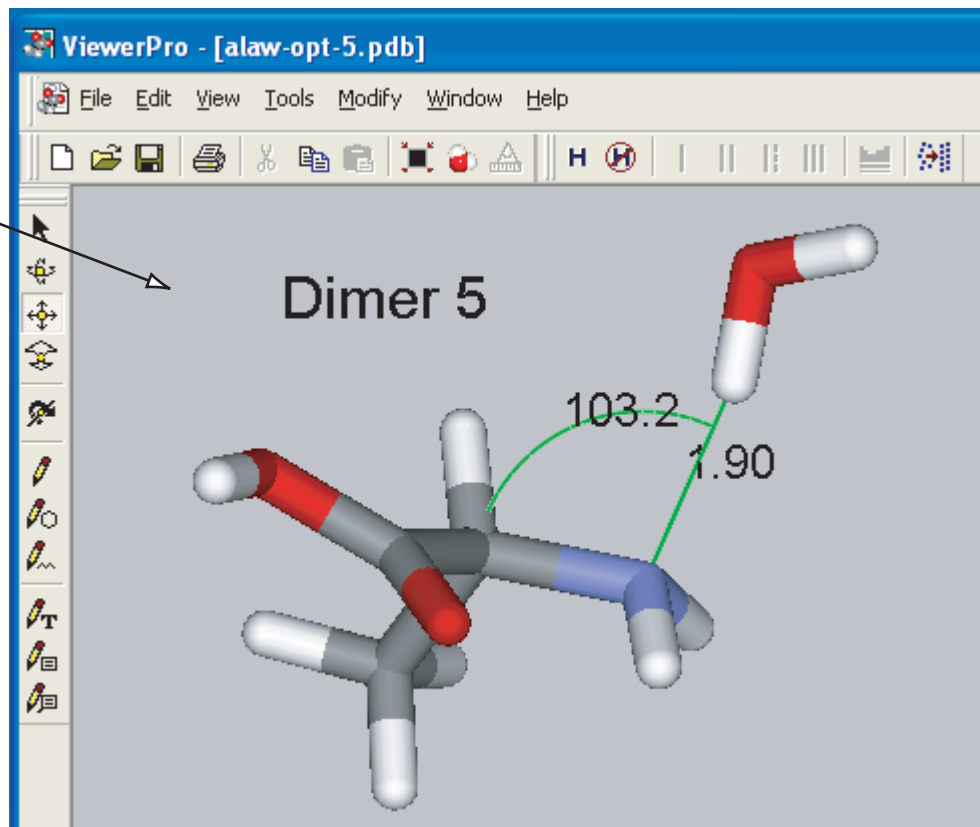 ViewerPro - [alaw-opt-5.pdb]
File Edit View Tools Modify Window Help
H H
Dimer 5
103.2
1.90
T